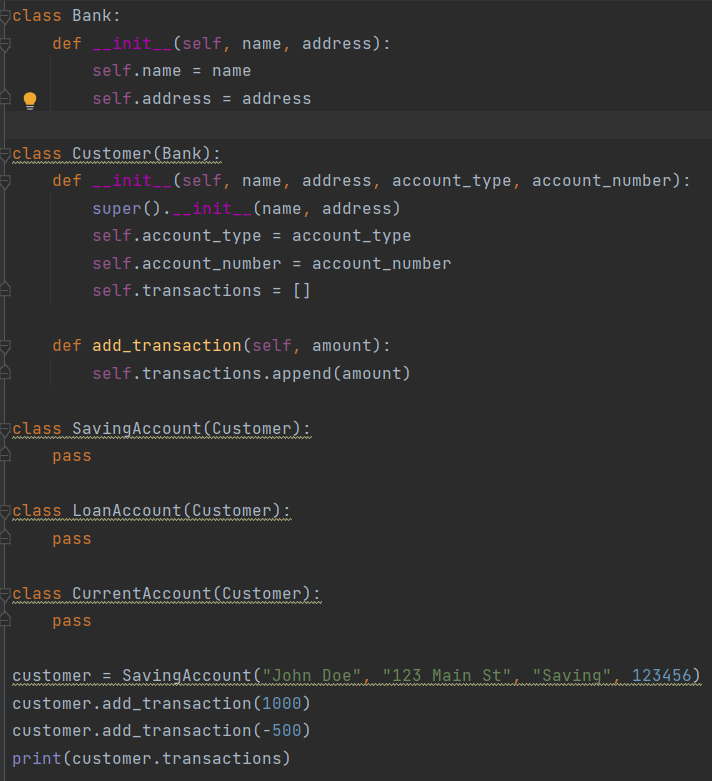 class Bank:
    def __init__(self, name, address):
        self.name = name
        self.address = address

class Customer(Bank):
    def __init__(self, name, address, account_type, account_number):
        super().__init__(name, address)
        self.account_type = account_type
        self.account_number = account_number
        self.transactions = []

    def add_transaction(self, amount):
        self.transactions.append(amount)

class SavingAccount(Customer):
    pass

class LoanAccount(Customer):
    pass

class CurrentAccount(Customer):
    pass

customer = SavingAccount("John Doe", "123 Main St", "Saving", 123456)
customer.add_transaction(1000)
customer.add_transaction(-500)
print(customer.transactions)